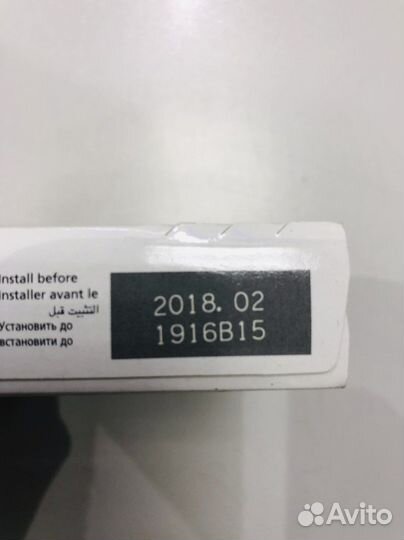 Install before
Installer avant le
التثبيت قبل
Установить до
встановити до
2018. 02
1916B15
Avito